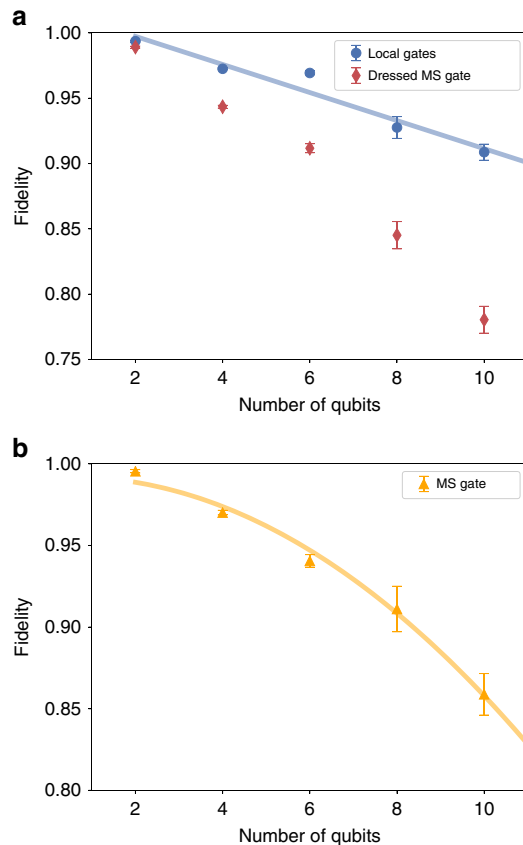 a
1.00
0.95
0.90
0.85
0.80
0.75
Fidelity
Local gates
Dressed MS gate
2 4 6 8 10
Number of qubits
b
1.00
0.95
0.90
0.85
0.80
Fidelity
MS gate
2 4 6 8 10
Number of qubits